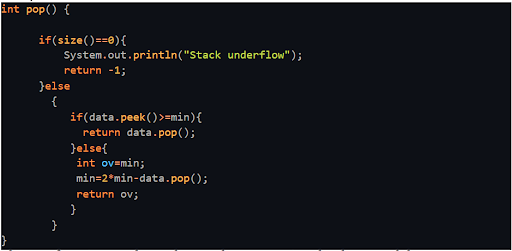 int pop() {
if(size()==0){
System.out.println("Stack underflow");
return -1;
}else
{
if(data.peek()>=min){
return data.pop();
}else{
int ov=min;
min=2*min-data.pop();
return ov;
}
}
}